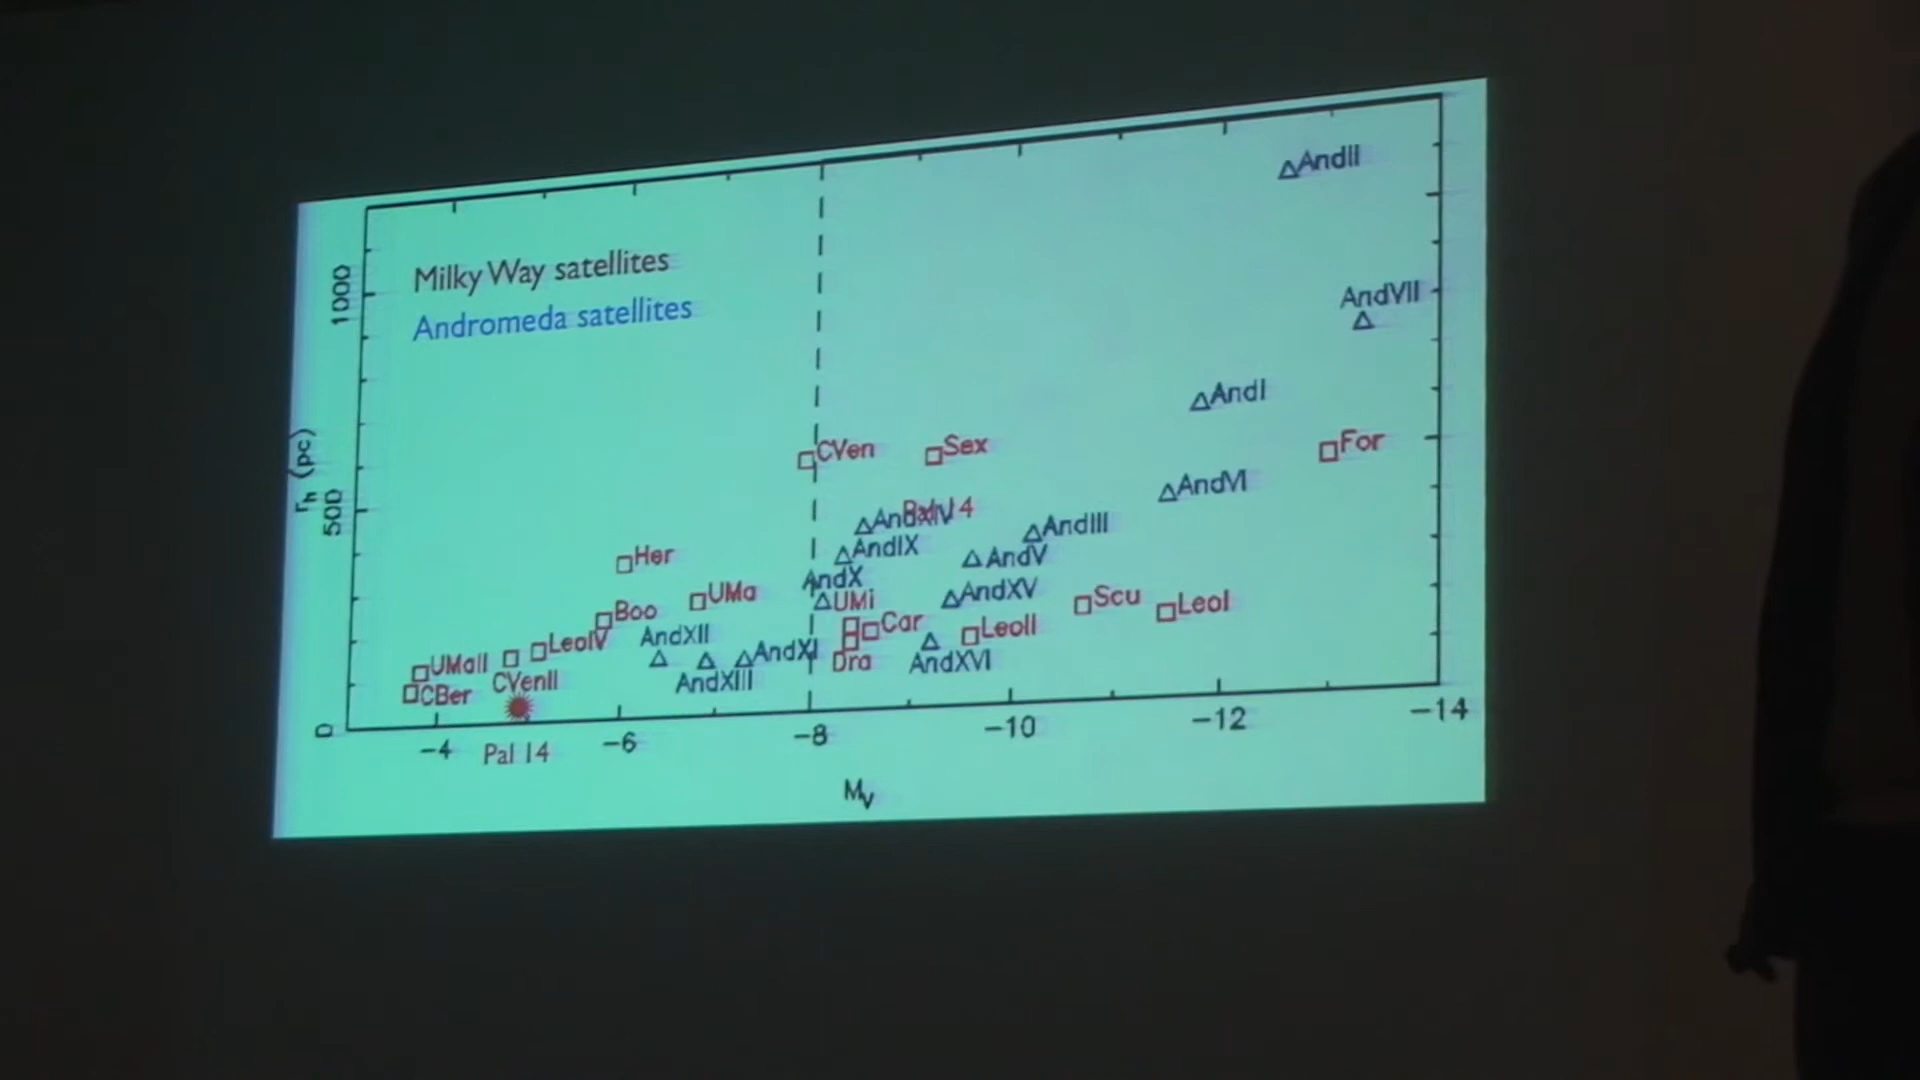 Milky Way satellites
Andromeda satellites
AndII
AndVII
AndI
For
CVen
Sex
AndVI
AndXIV
AndIII
AndIX
AndV
Her
AndX
UMa
UMi
AndXV
Scu
LeoI
Boo
Car
LeoII
AndXII
LeoIV
AndXI
UMaII
Dra
AndXVI
CVenII
AndXIII
CBer
1000
500
0
rh (pc)
-4
-6
-8
-10
-12
-14
Pal 14
Mv